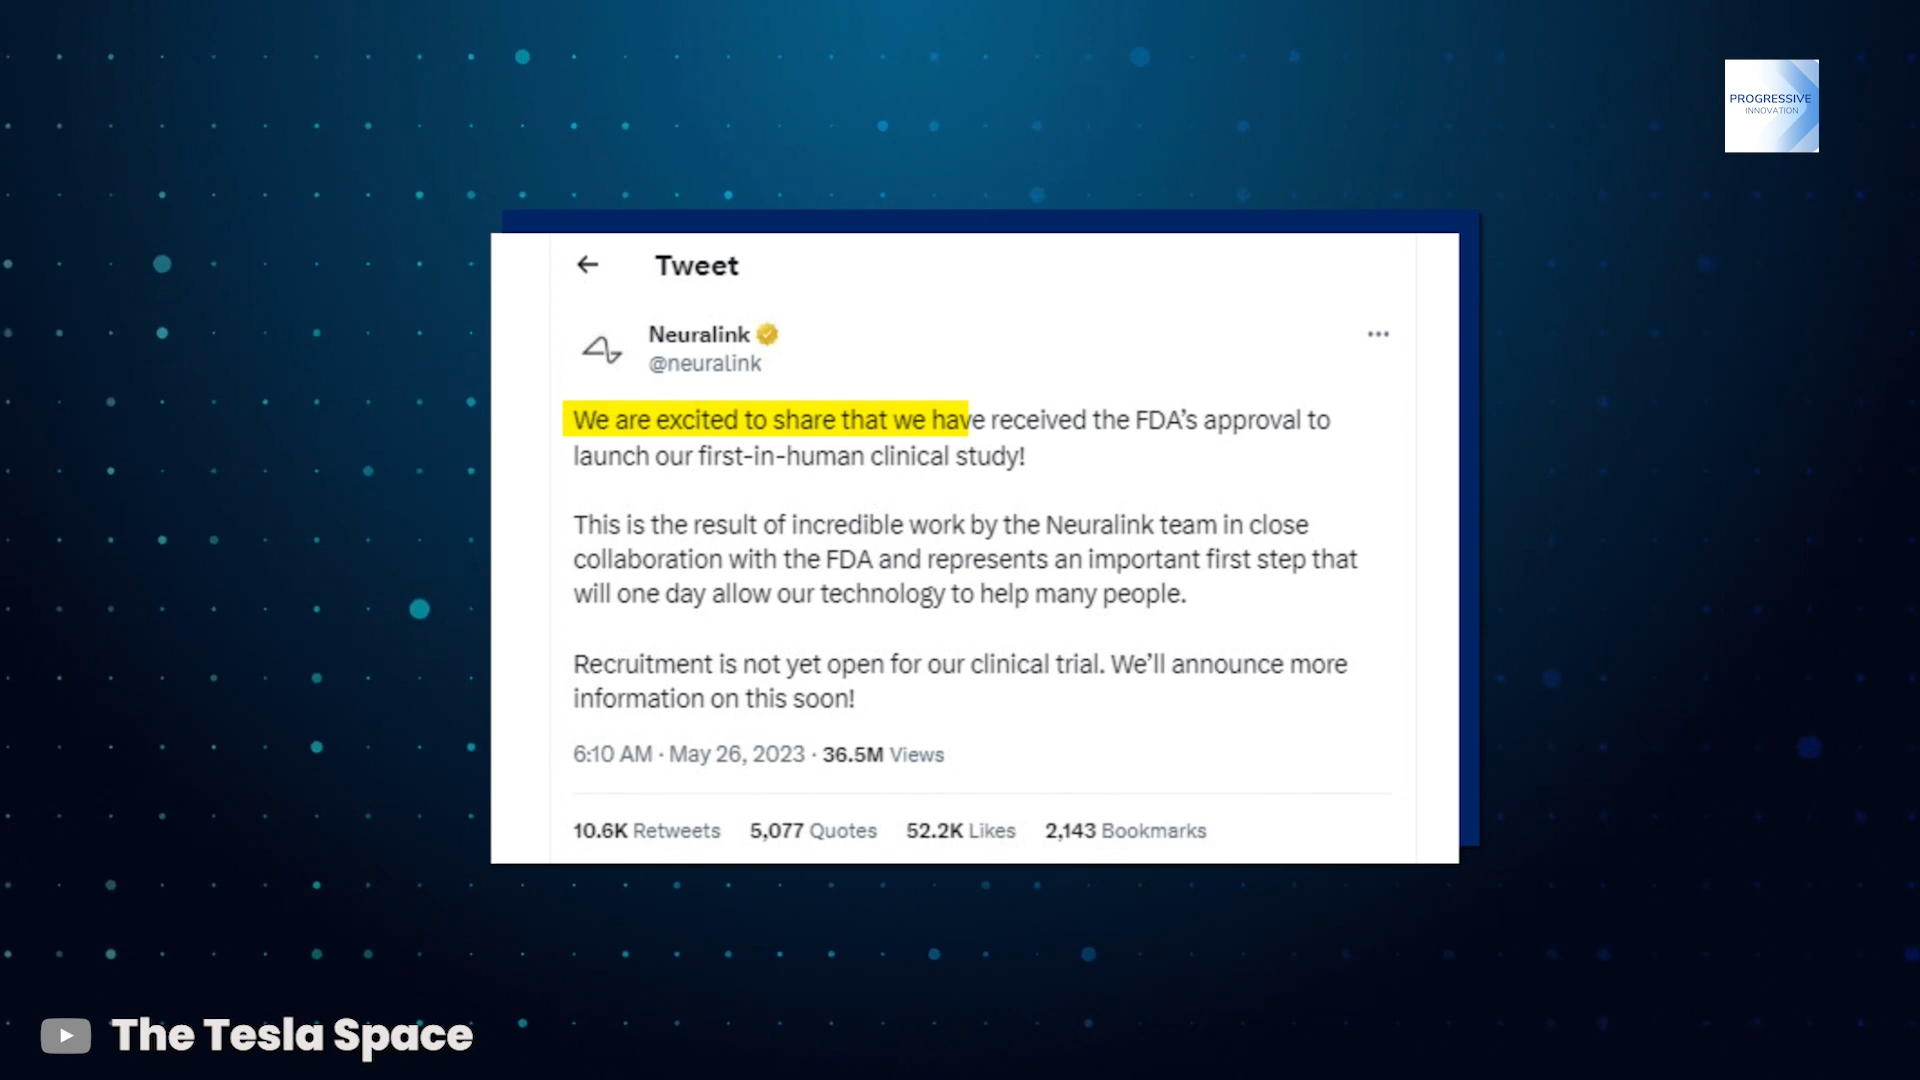 PROGRESSIVE
INNOVATION
Tweet
Neuralink
@neuralink
We are excited to share that we have received the FDA’s approval to
launch our first-in-human clinical study!
This is the result of incredible work by the Neuralink team in close
collaboration with the FDA and represents an important first step that
will one day allow our technology to help many people.
Recruitment is not yet open for our clinical trial. We’ll announce more
information on this soon!
6:10 AM · May 26, 2023 · 36.5M Views
10.6K Retweets 5,077 Quotes 52.2K Likes 2,143 Bookmarks
The Tesla Space